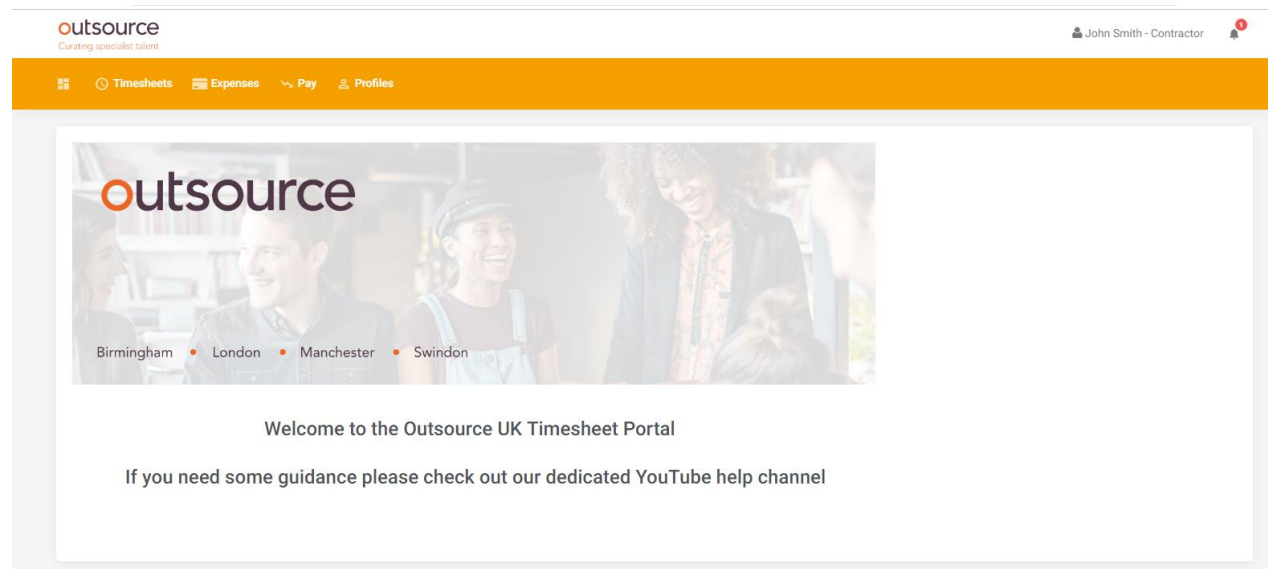 outsource
Curating specialist talent
John Smith - Contractor
1
Timesheets Expenses Pay Profiles
outsource
Birmingham • London • Manchester • Swindon
Welcome to the Outsource UK Timesheet Portal
If you need some guidance please check out our dedicated YouTube help channel